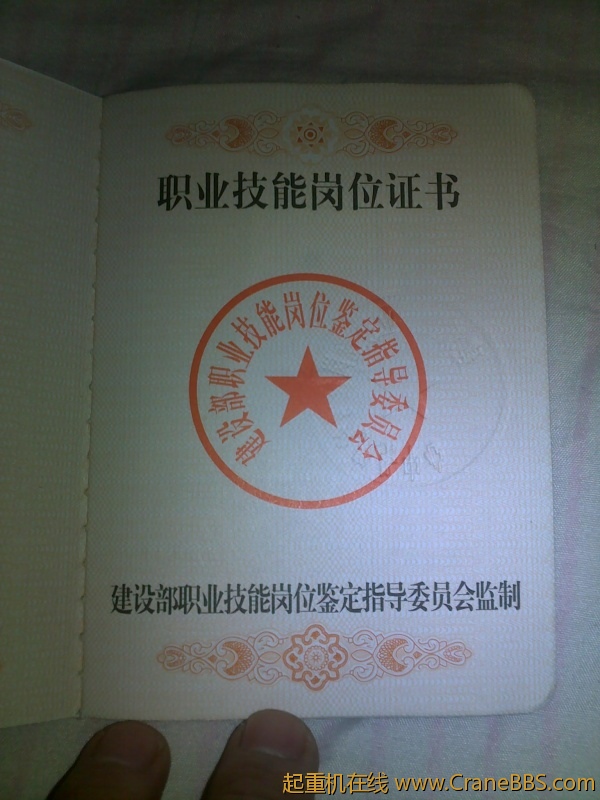 职业技能岗位证书
建设部职业技能岗位鉴定指导委员会
建设部职业技能岗位鉴定指导委员会监制
起重机在线 www.CraneBBS.com